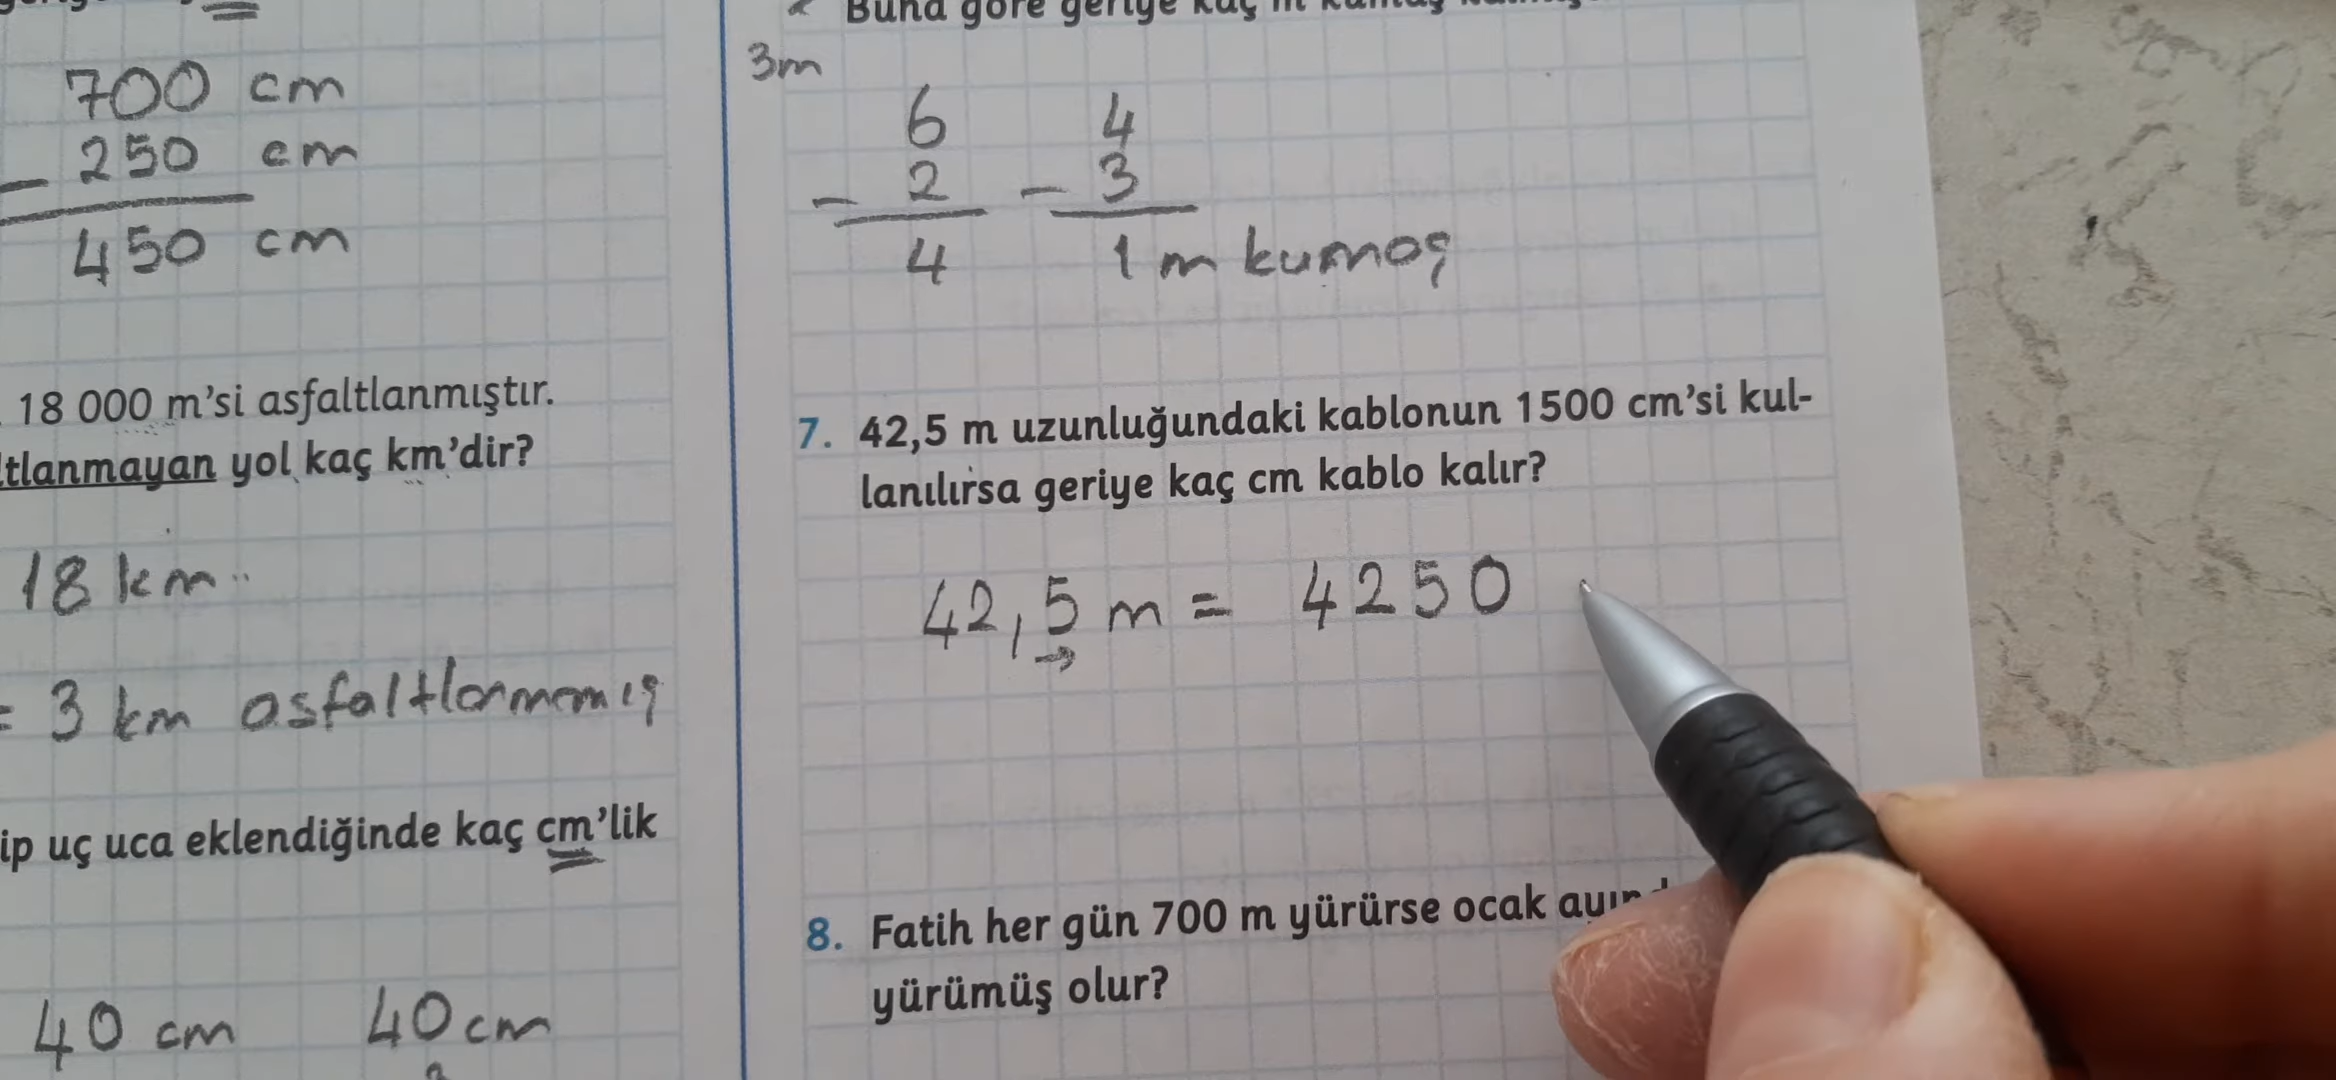 700 cm
- 250 cm
450 cm
18 000 m'si asfaltlanmıştır.
tlanmayan yol kaç km'dir?
18 km
= 3 km asfaltlanmamış
ip uç uca eklendiğinde kaç cm'lik
40 cm 40 cm
Buna göre geriye kaç m kumaş
3m
6 4
- 2 - 3
4 1 m kumaş
7. 42,5 m uzunluğundaki kablonun 1500 cm'si kul-
lanılırsa geriye kaç cm kablo kalır?
42,5 m = 4250
8. Fatih her gün 700 m yürürse ocak
yürümüş olur?